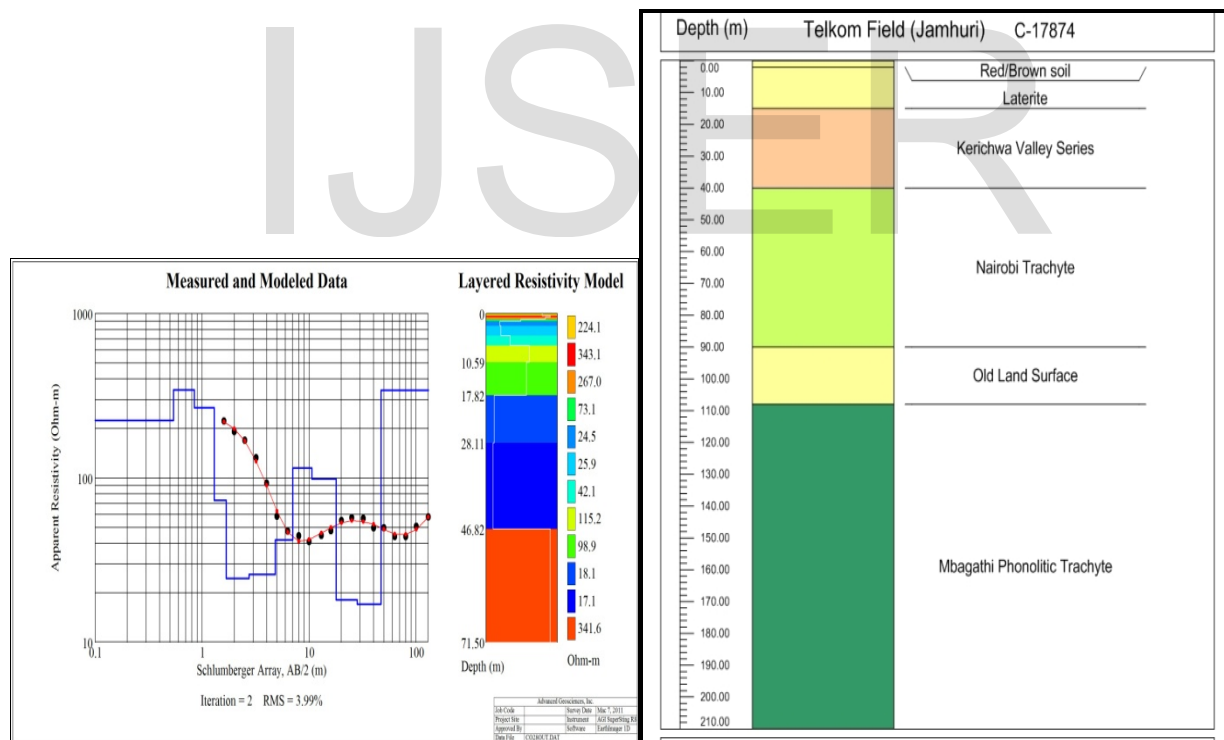 IJSER
Measured and Modeled Data
Apparent Resistivity (Ohm-m)
1000
100
10
0.1
1
10
100
Schlumberger Array, AB/2 (m)
Iteration = 2 RMS = 3.99%
Layered Resistivity Model
0
10.59
17.82
28.11
46.82
71.50
Depth (m)
224.1
343.1
267.0
73.1
24.5
25.9
42.1
115.2
98.9
18.1
17.1
341.6
Ohm-m
Advanced Geosciences, Inc.
Job Code
Survey Date Mac 7, 2011
Project Site
Instrument AGI SuperSting R8
Approved By
Software EarthImager 1D
Data File
Depth (m) Telkom Field (Jamhuri) C-17874
0.00
10.00
20.00
30.00
40.00
50.00
60.00
70.00
80.00
90.00
100.00
110.00
120.00
130.00
140.00
150.00
160.00
170.00
180.00
190.00
200.00
210.00
Red/Brown soil
Laterite
Kerichwa Valley Series
Nairobi Trachyte
Old Land Surface
Mbagathi Phonolitic Trachyte